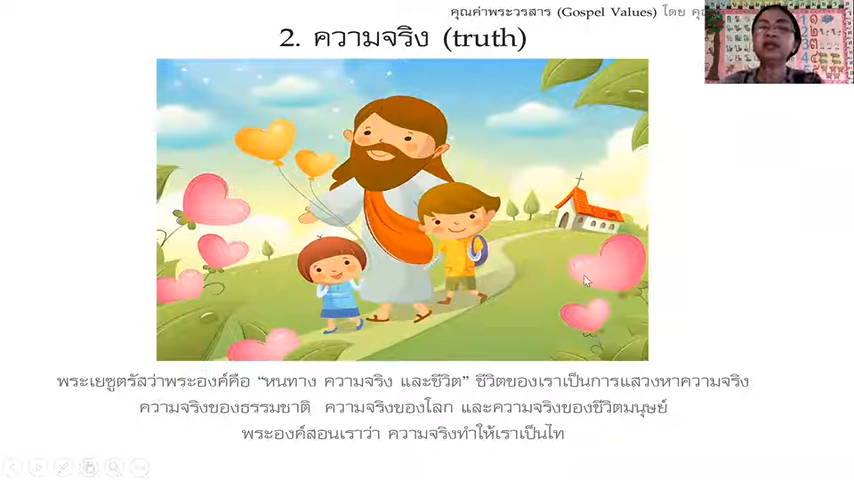 คุณค่าพระวรสาร (Gospel Values) โดย คุ
2. ความจริง (truth)
พระเยซูตรัสว่าพระองค์คือ “หนทาง ความจริง และชีวิต” ชีวิตของเราเป็นการแสวงหาความจริง
ความจริงของธรรมชาติ ความจริงของโลก และความจริงของชีวิตมนุษย์
พระองค์สอนเราว่า ความจริงทำให้เราเป็นไท